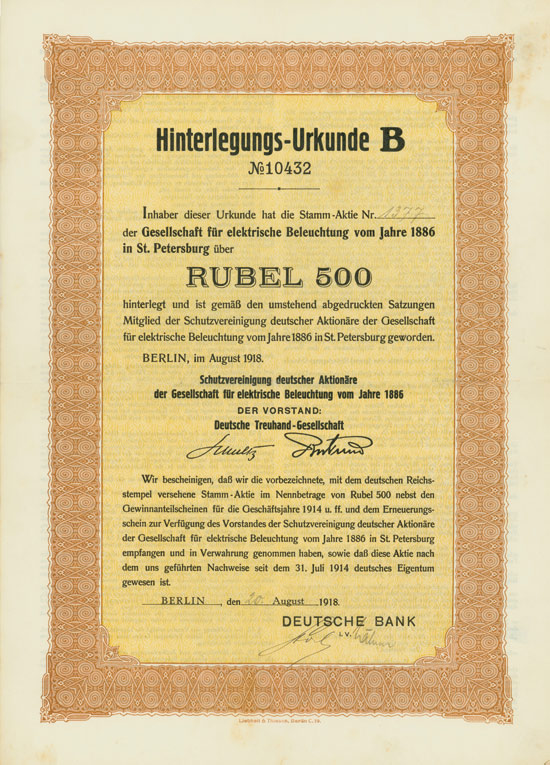 Hinterlegungs-Urkunde B
№10432
Inhaber dieser Urkunde hat die Stamm-Aktie Nr. 1377
der Gesellschaft für elektrische Beleuchtung vom Jahre 1886
in St. Petersburg über
RUBEL 500
hinterlegt und ist gemäß den umstehend abgedruckten Satzungen
Mitglied der Schutzvereinigung deutscher Aktionäre der Gesellschaft
für elektrische Beleuchtung vom Jahre 1886 in St. Petersburg geworden.
BERLIN, im August 1918.
Schutzvereinigung deutscher Aktionäre
der Gesellschaft für elektrische Beleuchtung vom Jahre 1886
DER VORSTAND:
Deutsche Treuhand-Gesellschaft
Wir bescheinigen, daß wir die vorbezeichnete, mit dem deutschen Reichs-
stempel versehene Stamm-Aktie im Nennbetrage von Rubel 500 nebst den
Gewinnanteilscheinen für die Geschäftsjahre 1914 u. ff. und dem Erneuerungs-
schein zur Verfügung des Vorstandes der Schutzvereinigung deutscher Aktionäre
der Gesellschaft für elektrische Beleuchtung vom Jahre 1886 in St. Petersburg
empfangen und in Verwahrung genommen haben, sowie daß diese Aktie nach
dem uns geführten Nachweise seit dem 31. Juli 1914 deutsches Eigentum
gewesen ist.
BERLIN, den 20. August 1918.
DEUTSCHE BANK
i.V.